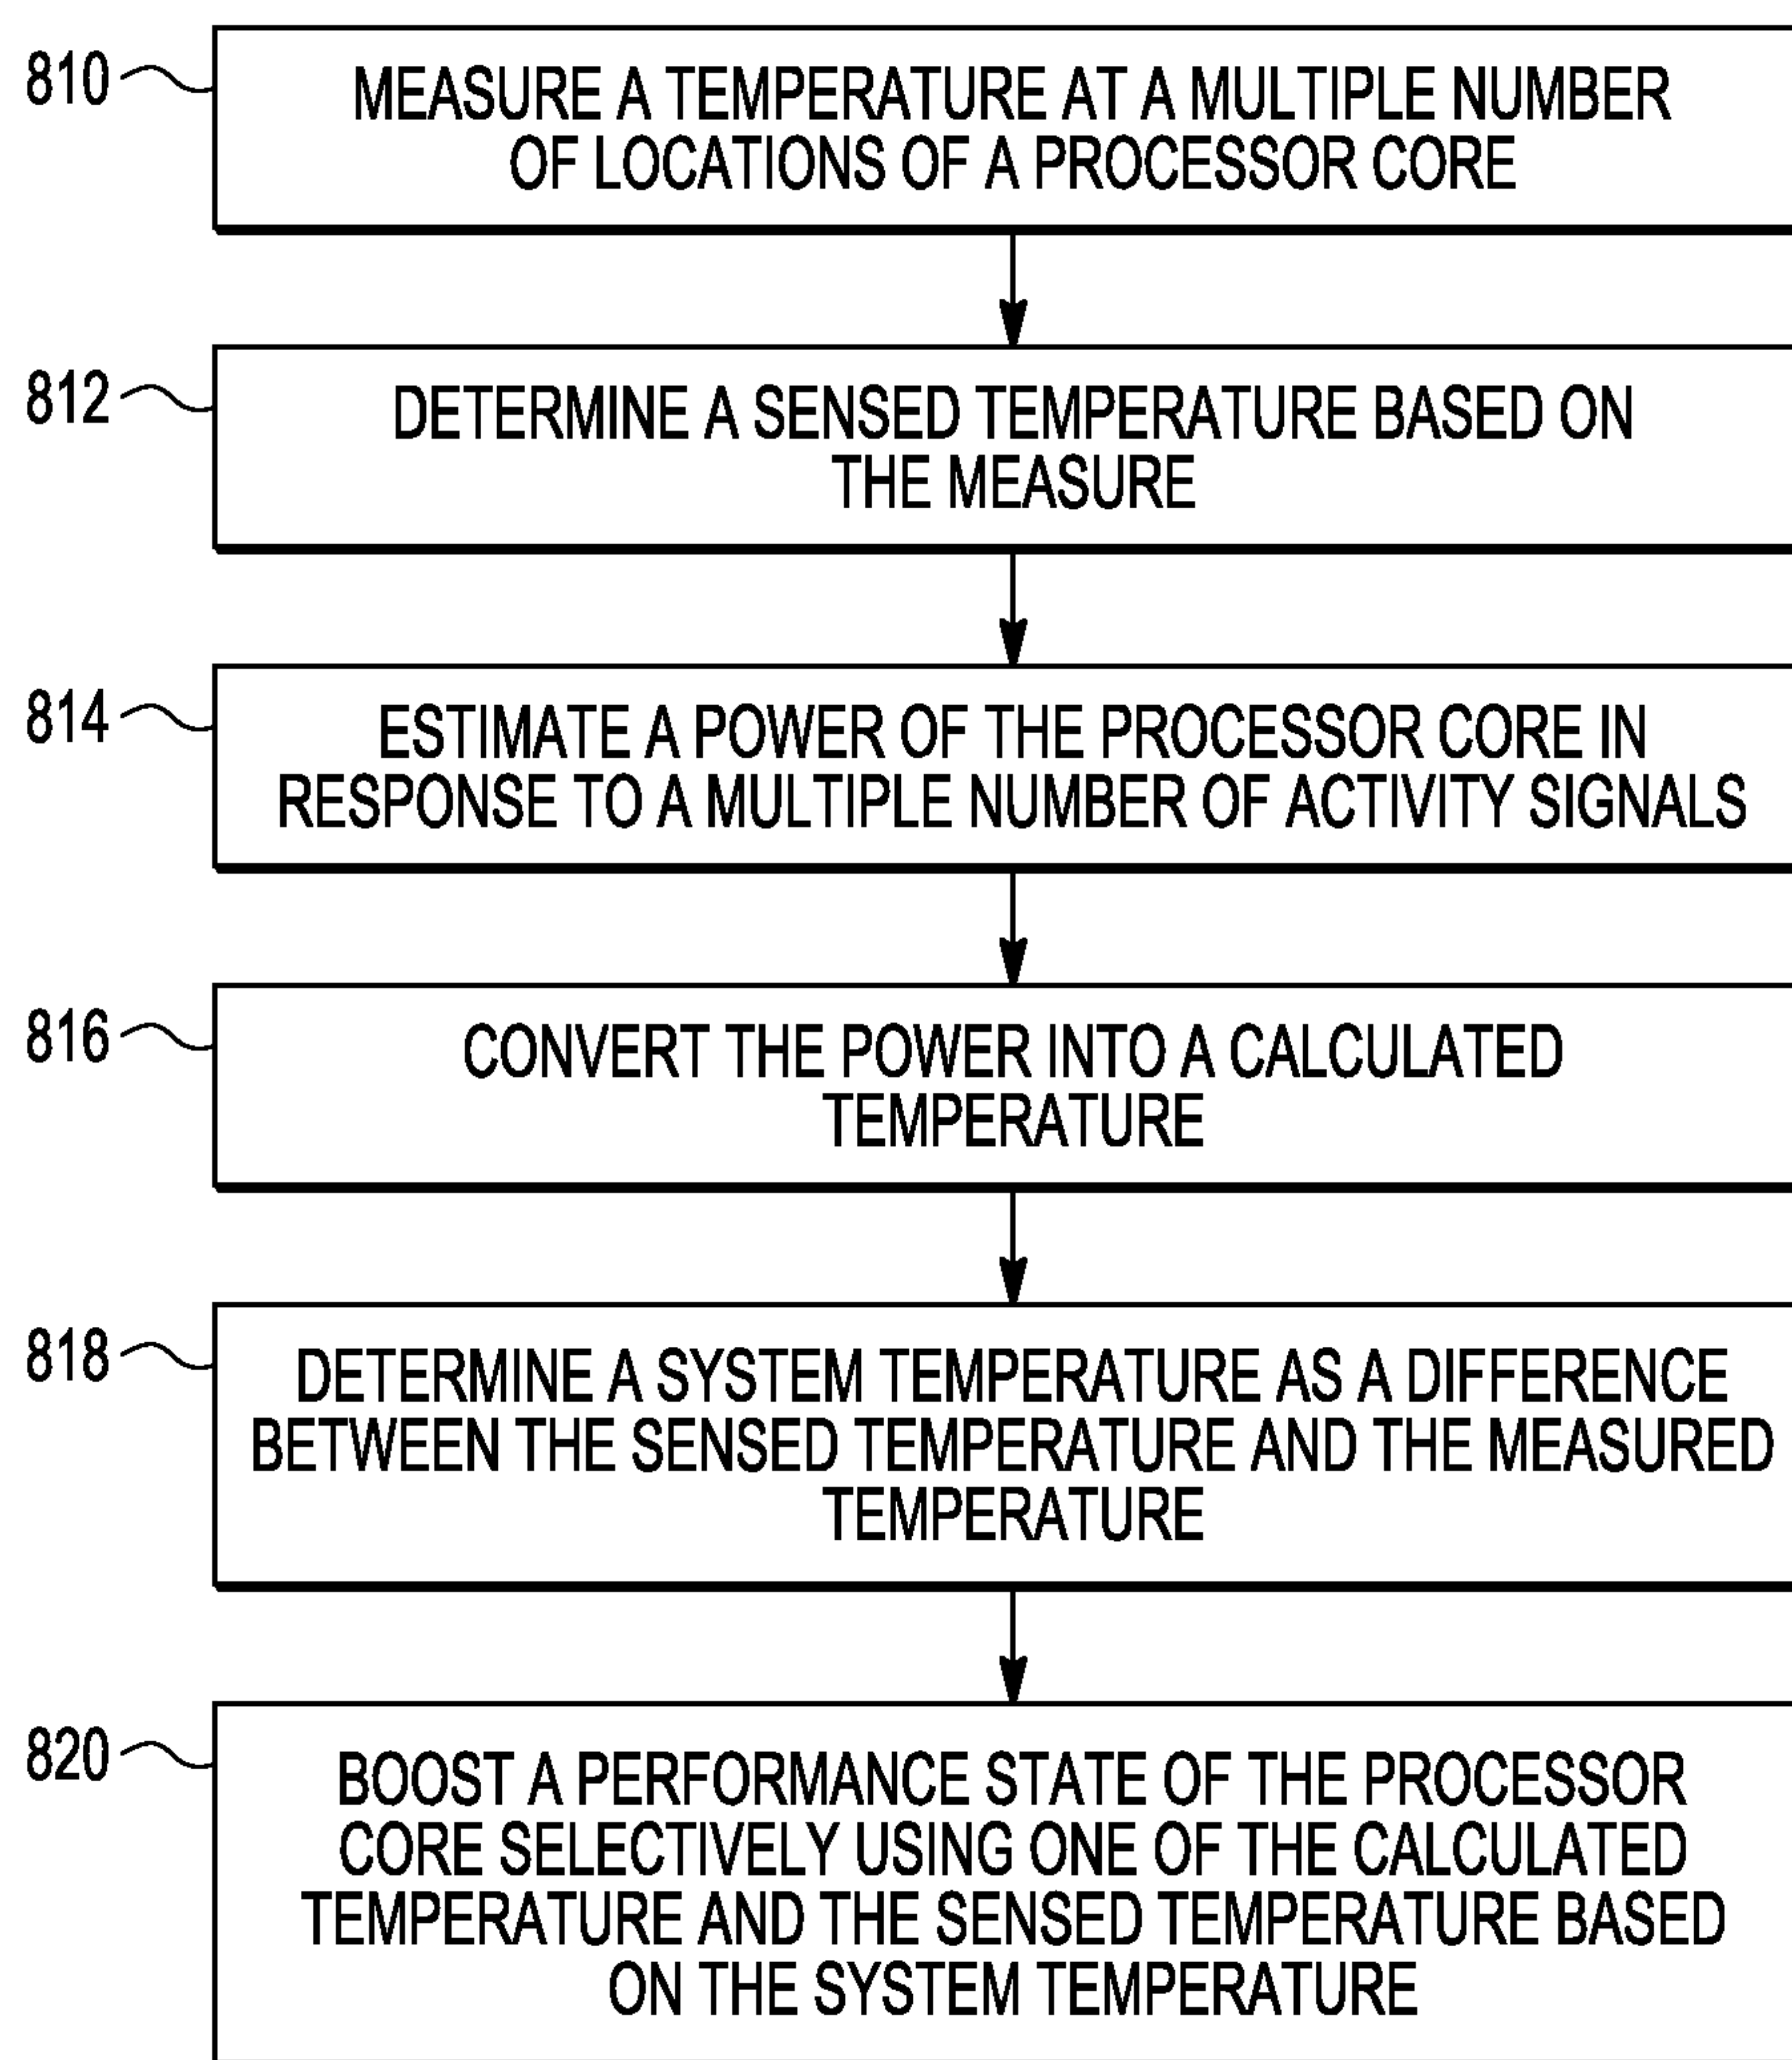 810
MEASURE A TEMPERATURE AT A MULTIPLE NUMBER
OF LOCATIONS OF A PROCESSOR CORE
812
DETERMINE A SENSED TEMPERATURE BASED ON
THE MEASURE
814
ESTIMATE A POWER OF THE PROCESSOR CORE IN
RESPONSE TO A MULTIPLE NUMBER OF ACTIVITY SIGNALS
816
CONVERT THE POWER INTO A CALCULATED
TEMPERATURE
818
DETERMINE A SYSTEM TEMPERATURE AS A DIFFERENCE
BETWEEN THE SENSED TEMPERATURE AND THE MEASURED
TEMPERATURE
820
BOOST A PERFORMANCE STATE OF THE PROCESSOR
CORE SELECTIVELY USING ONE OF THE CALCULATED
TEMPERATURE AND THE SENSED TEMPERATURE BASED
ON THE SYSTEM TEMPERATURE